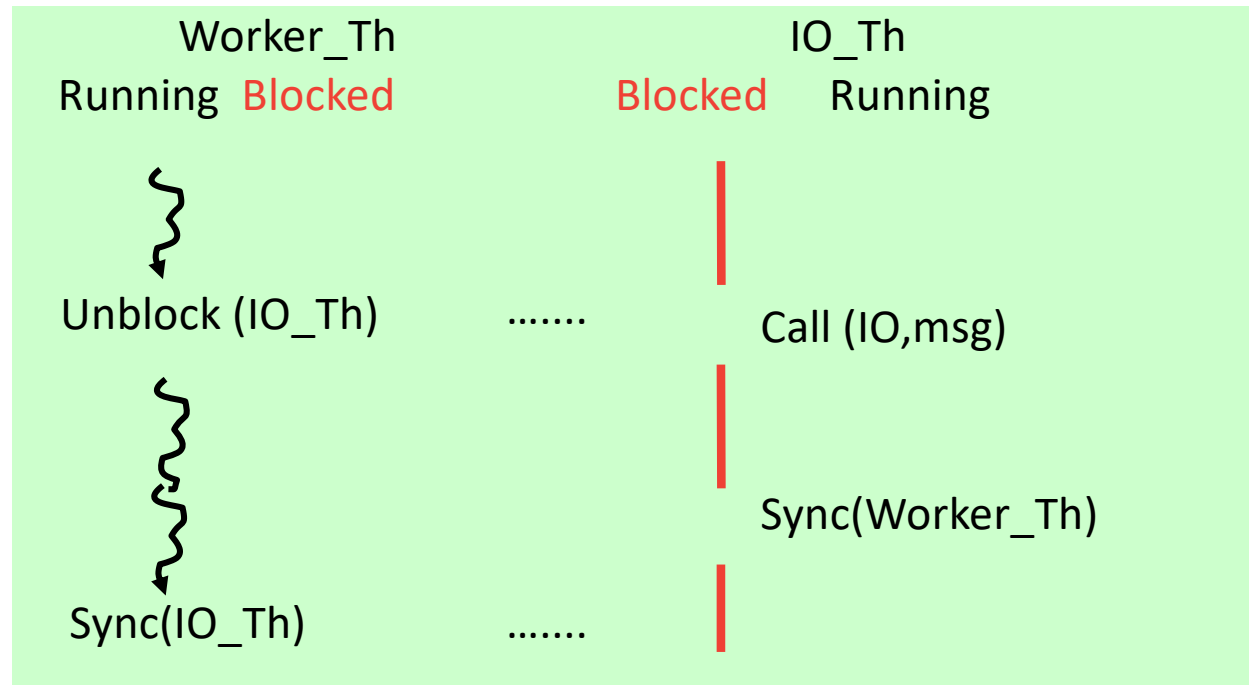 Worker_Th IO_Th
Running Blocked Blocked Running
Unblock (IO_Th) ....... Call (IO,msg)
Sync(Worker_Th)
Sync(IO_Th) .......